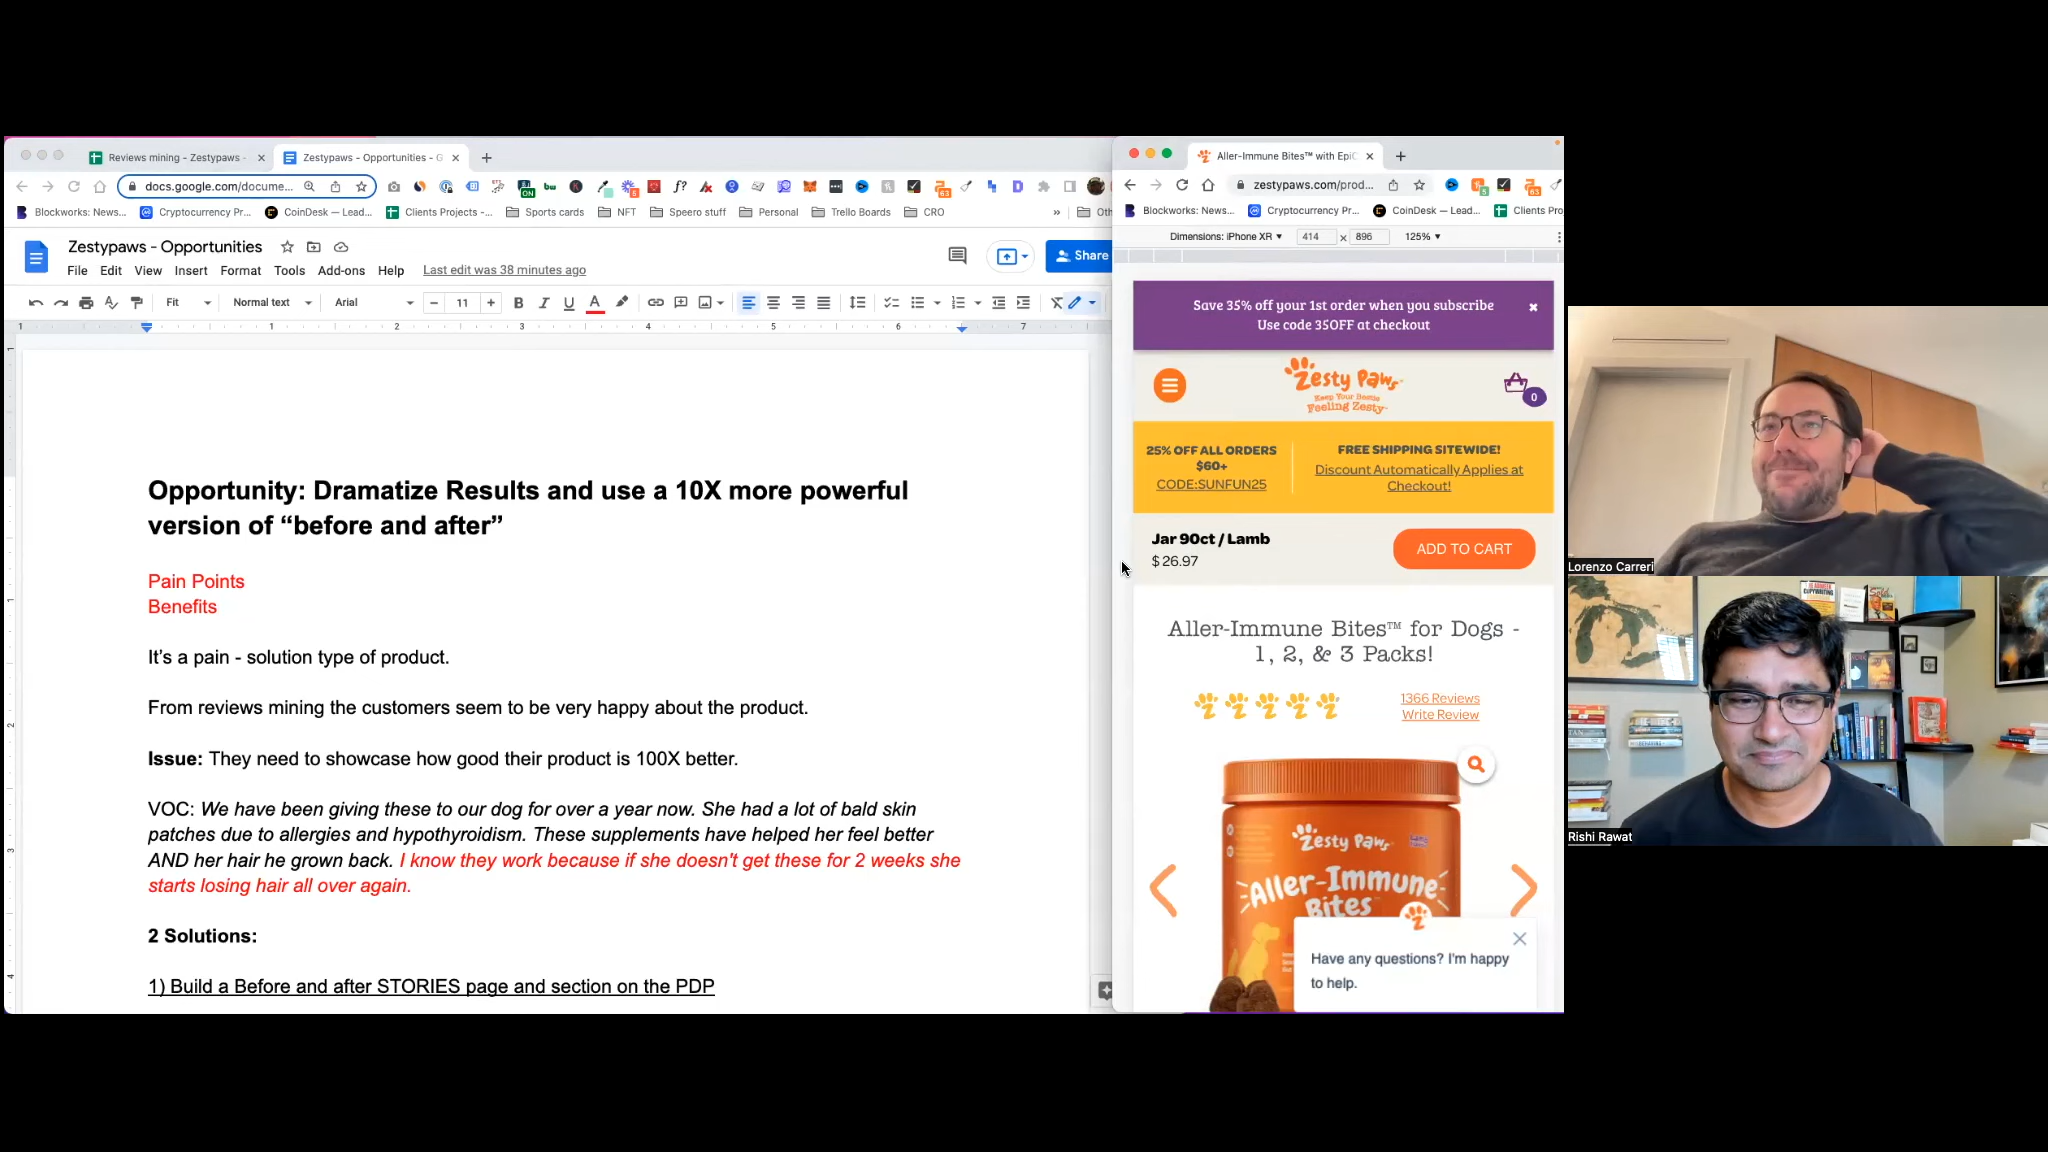 Reviews mining - Zestypaws -
Zestypaws - Opportunities - G
docs.google.com/docume...
Blockworks: News...
Cryptocurrency Pr...
CoinDesk — Lead...
Clients Projects -...
Sports cards
NFT
Speero stuff
Personal
Trello Boards
CRO
»
Oth
Zestypaws - Opportunities
File Edit View Insert Format Tools Add-ons Help
Last edit was 38 minutes ago
Share
Fit
Normal text
Arial
11
Opportunity: Dramatize Results and use a 10X more powerful
version of “before and after”
Pain Points
Benefits
It’s a pain - solution type of product.
From reviews mining the customers seem to be very happy about the product.
Issue: They need to showcase how good their product is 100X better.
VOC: We have been giving these to our dog for over a year now. She had a lot of bald skin
patches due to allergies and hypothyroidism. These supplements have helped her feel better
AND her hair he grown back. I know they work because if she doesn't get these for 2 weeks she
starts losing hair all over again.
2 Solutions:
1) Build a Before and after STORIES page and section on the PDP
Aller-Immune Bites™ with EpiC
zestypaws.com/prod...
Blockworks: News...
Cryptocurrency Pr...
CoinDesk — Lead...
Clients Pro
Dimensions: iPhone XR
414 x 896
125%
Save 35% off your 1st order when you subscribe
Use code 35OFF at checkout
Zesty Paws
Keep Your Bestie
Feeling Zesty
0
25% OFF ALL ORDERS
$60+
CODE:SUNFUN25
FREE SHIPPING SITEWIDE!
Discount Automatically Applies at
Checkout!
Jar 90ct / Lamb
$ 26.97
ADD TO CART
Aller-Immune Bites™ for Dogs -
1, 2, & 3 Packs!
1366 Reviews
Write Review
Zesty Paws
Aller-Immune
Bites
Have any questions? I'm happy
to help.
Lorenzo Carreri
Rishi Rawat